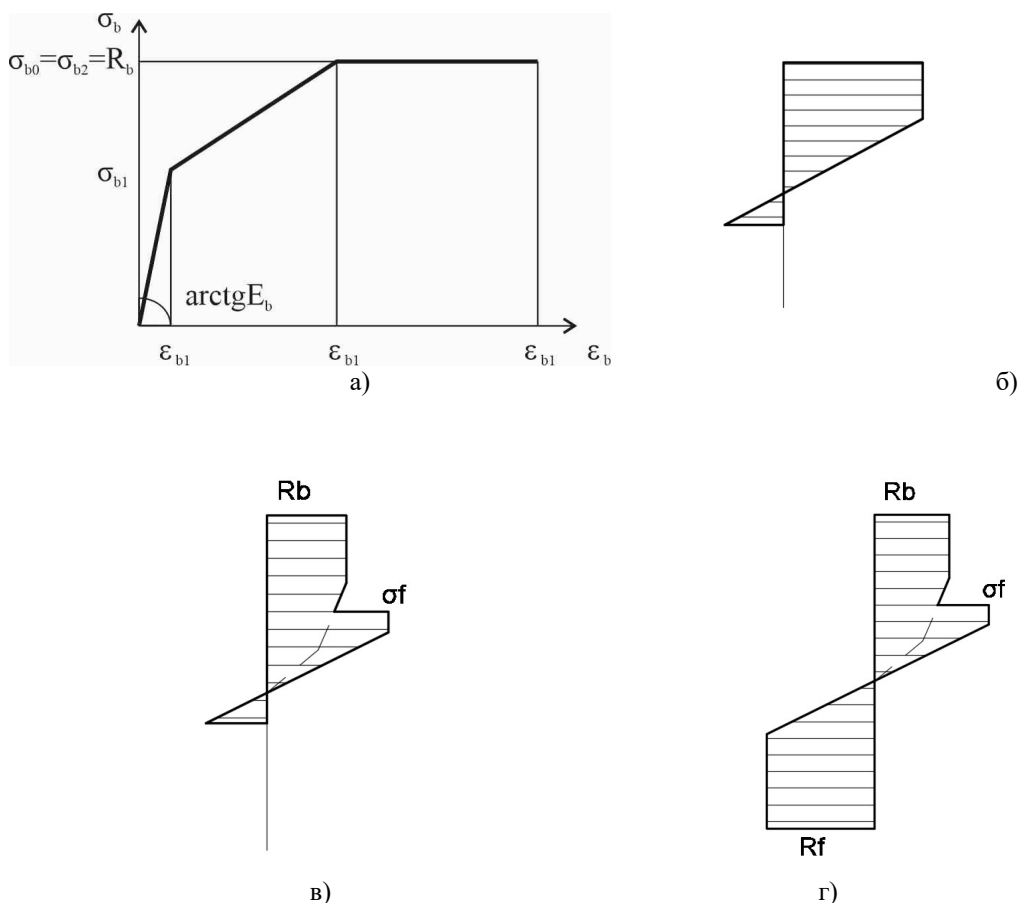 σb
σb0=σb2=Rb
σb1
arctgEb
εb1 εb1 εb1 εb
а) б)
Rb Rb
σf σf
Rf
в) г)